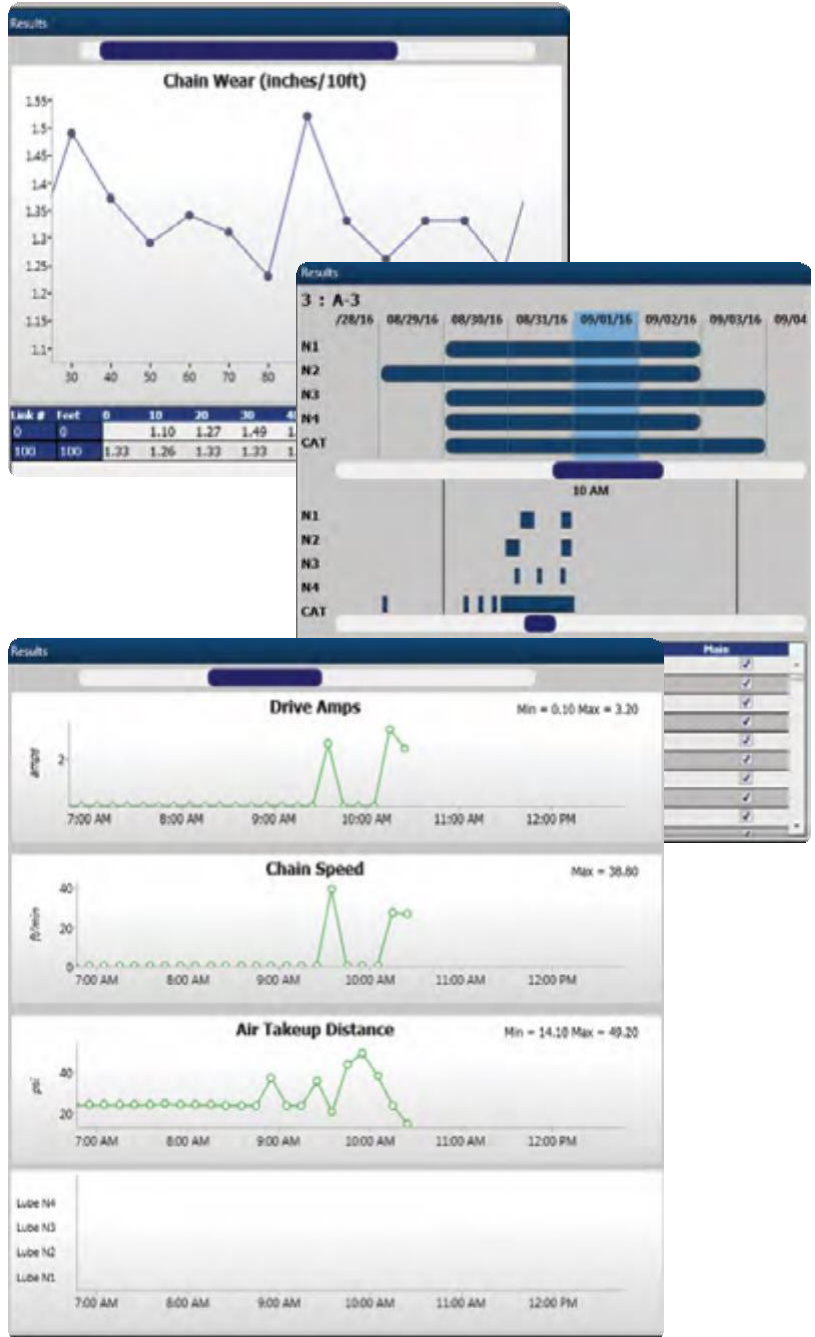 Results
Chain Wear (inches/10ft)
1.55
1.5
1.45
1.4
1.35
1.3
1.25
1.2
1.15
1.1
30 40 50 60 70 80
Link # Feet 0 10 20 30
0 0 1.10 1.27 1.49 1
100 100 1.33 1.26 1.33 1.33 1.
Results
3 : A-3
/28/16 08/29/16 08/30/16 08/31/16 09/01/16 09/02/16 09/03/16 09/04
N1
N2
N3
N4
CAT
10 AM
N1
N2
N3
N4
CAT
Main
Results
Drive Amps
Min = 0.10 Max = 3.20
amps
2
7:00 AM 8:00 AM 9:00 AM 10:00 AM 11:00 AM 12:00 PM
Chain Speed
Max = 38.80
ft/min
40
20
0
7:00 AM 8:00 AM 9:00 AM 10:00 AM 11:00 AM 12:00 PM
Air Takeup Distance
Min = 14.10 Max = 49.20
psi
40
20
7:00 AM 8:00 AM 9:00 AM 10:00 AM 11:00 AM 12:00 PM
Lube N4
Lube N3
Lube N2
Lube N1
7:00 AM 8:00 AM 9:00 AM 10:00 AM 11:00 AM 12:00 PM